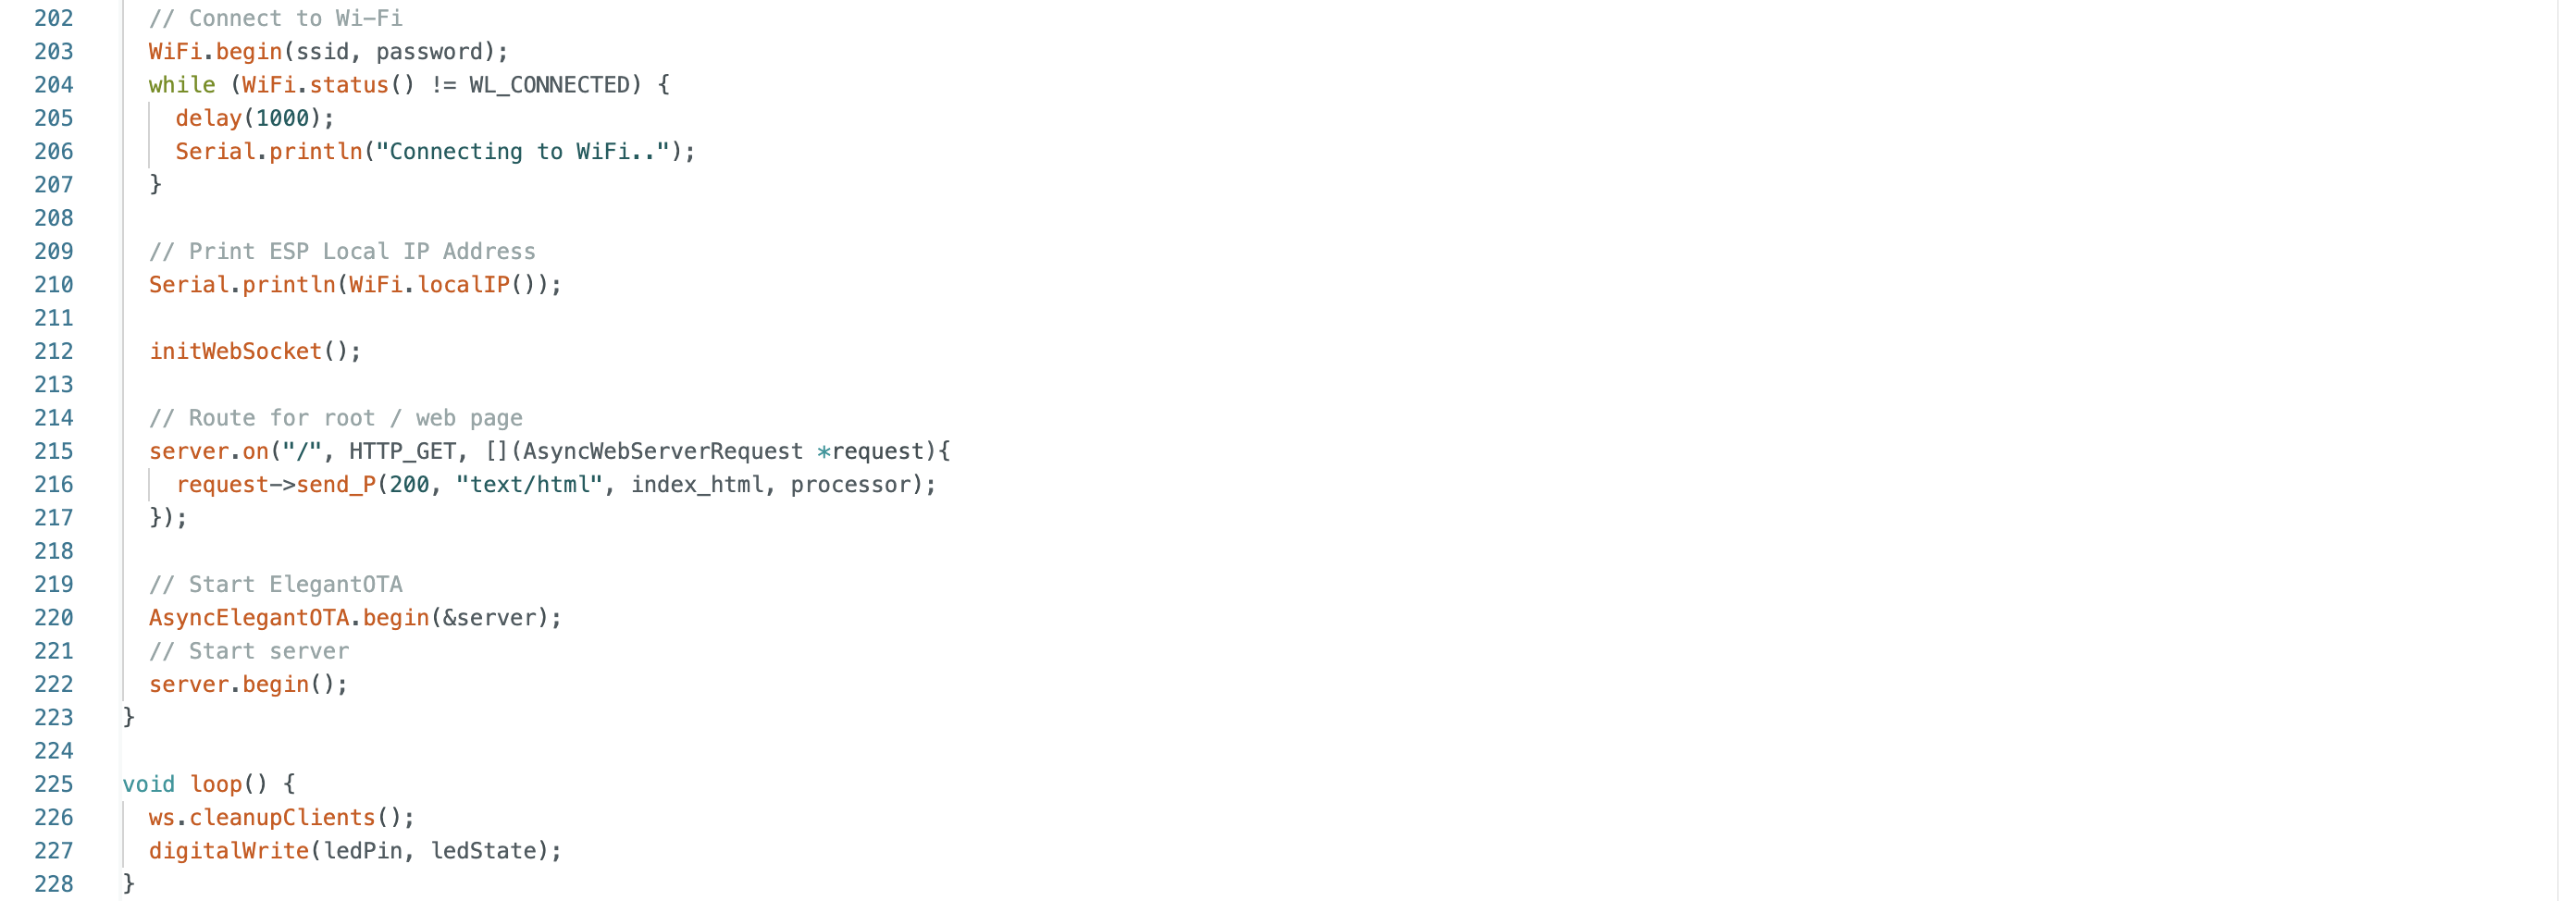 202 // Connect to Wi-Fi
203 WiFi.begin(ssid, password);
204 while (WiFi.status() != WL_CONNECTED) {
205 delay(1000);
206 Serial.println("Connecting to WiFi..");
207 }
208
209 // Print ESP Local IP Address
210 Serial.println(WiFi.localIP());
211
212 initWebSocket();
213
214 // Route for root / web page
215 server.on("/", HTTP_GET, [](AsyncWebServerRequest *request){
216 request->send_P(200, "text/html", index_html, processor);
217 });
218
219 // Start ElegantOTA
220 AsyncElegantOTA.begin(&server);
221 // Start server
222 server.begin();
223 }
224
225 void loop() {
226 ws.cleanupClients();
227 digitalWrite(ledPin, ledState);
228 }